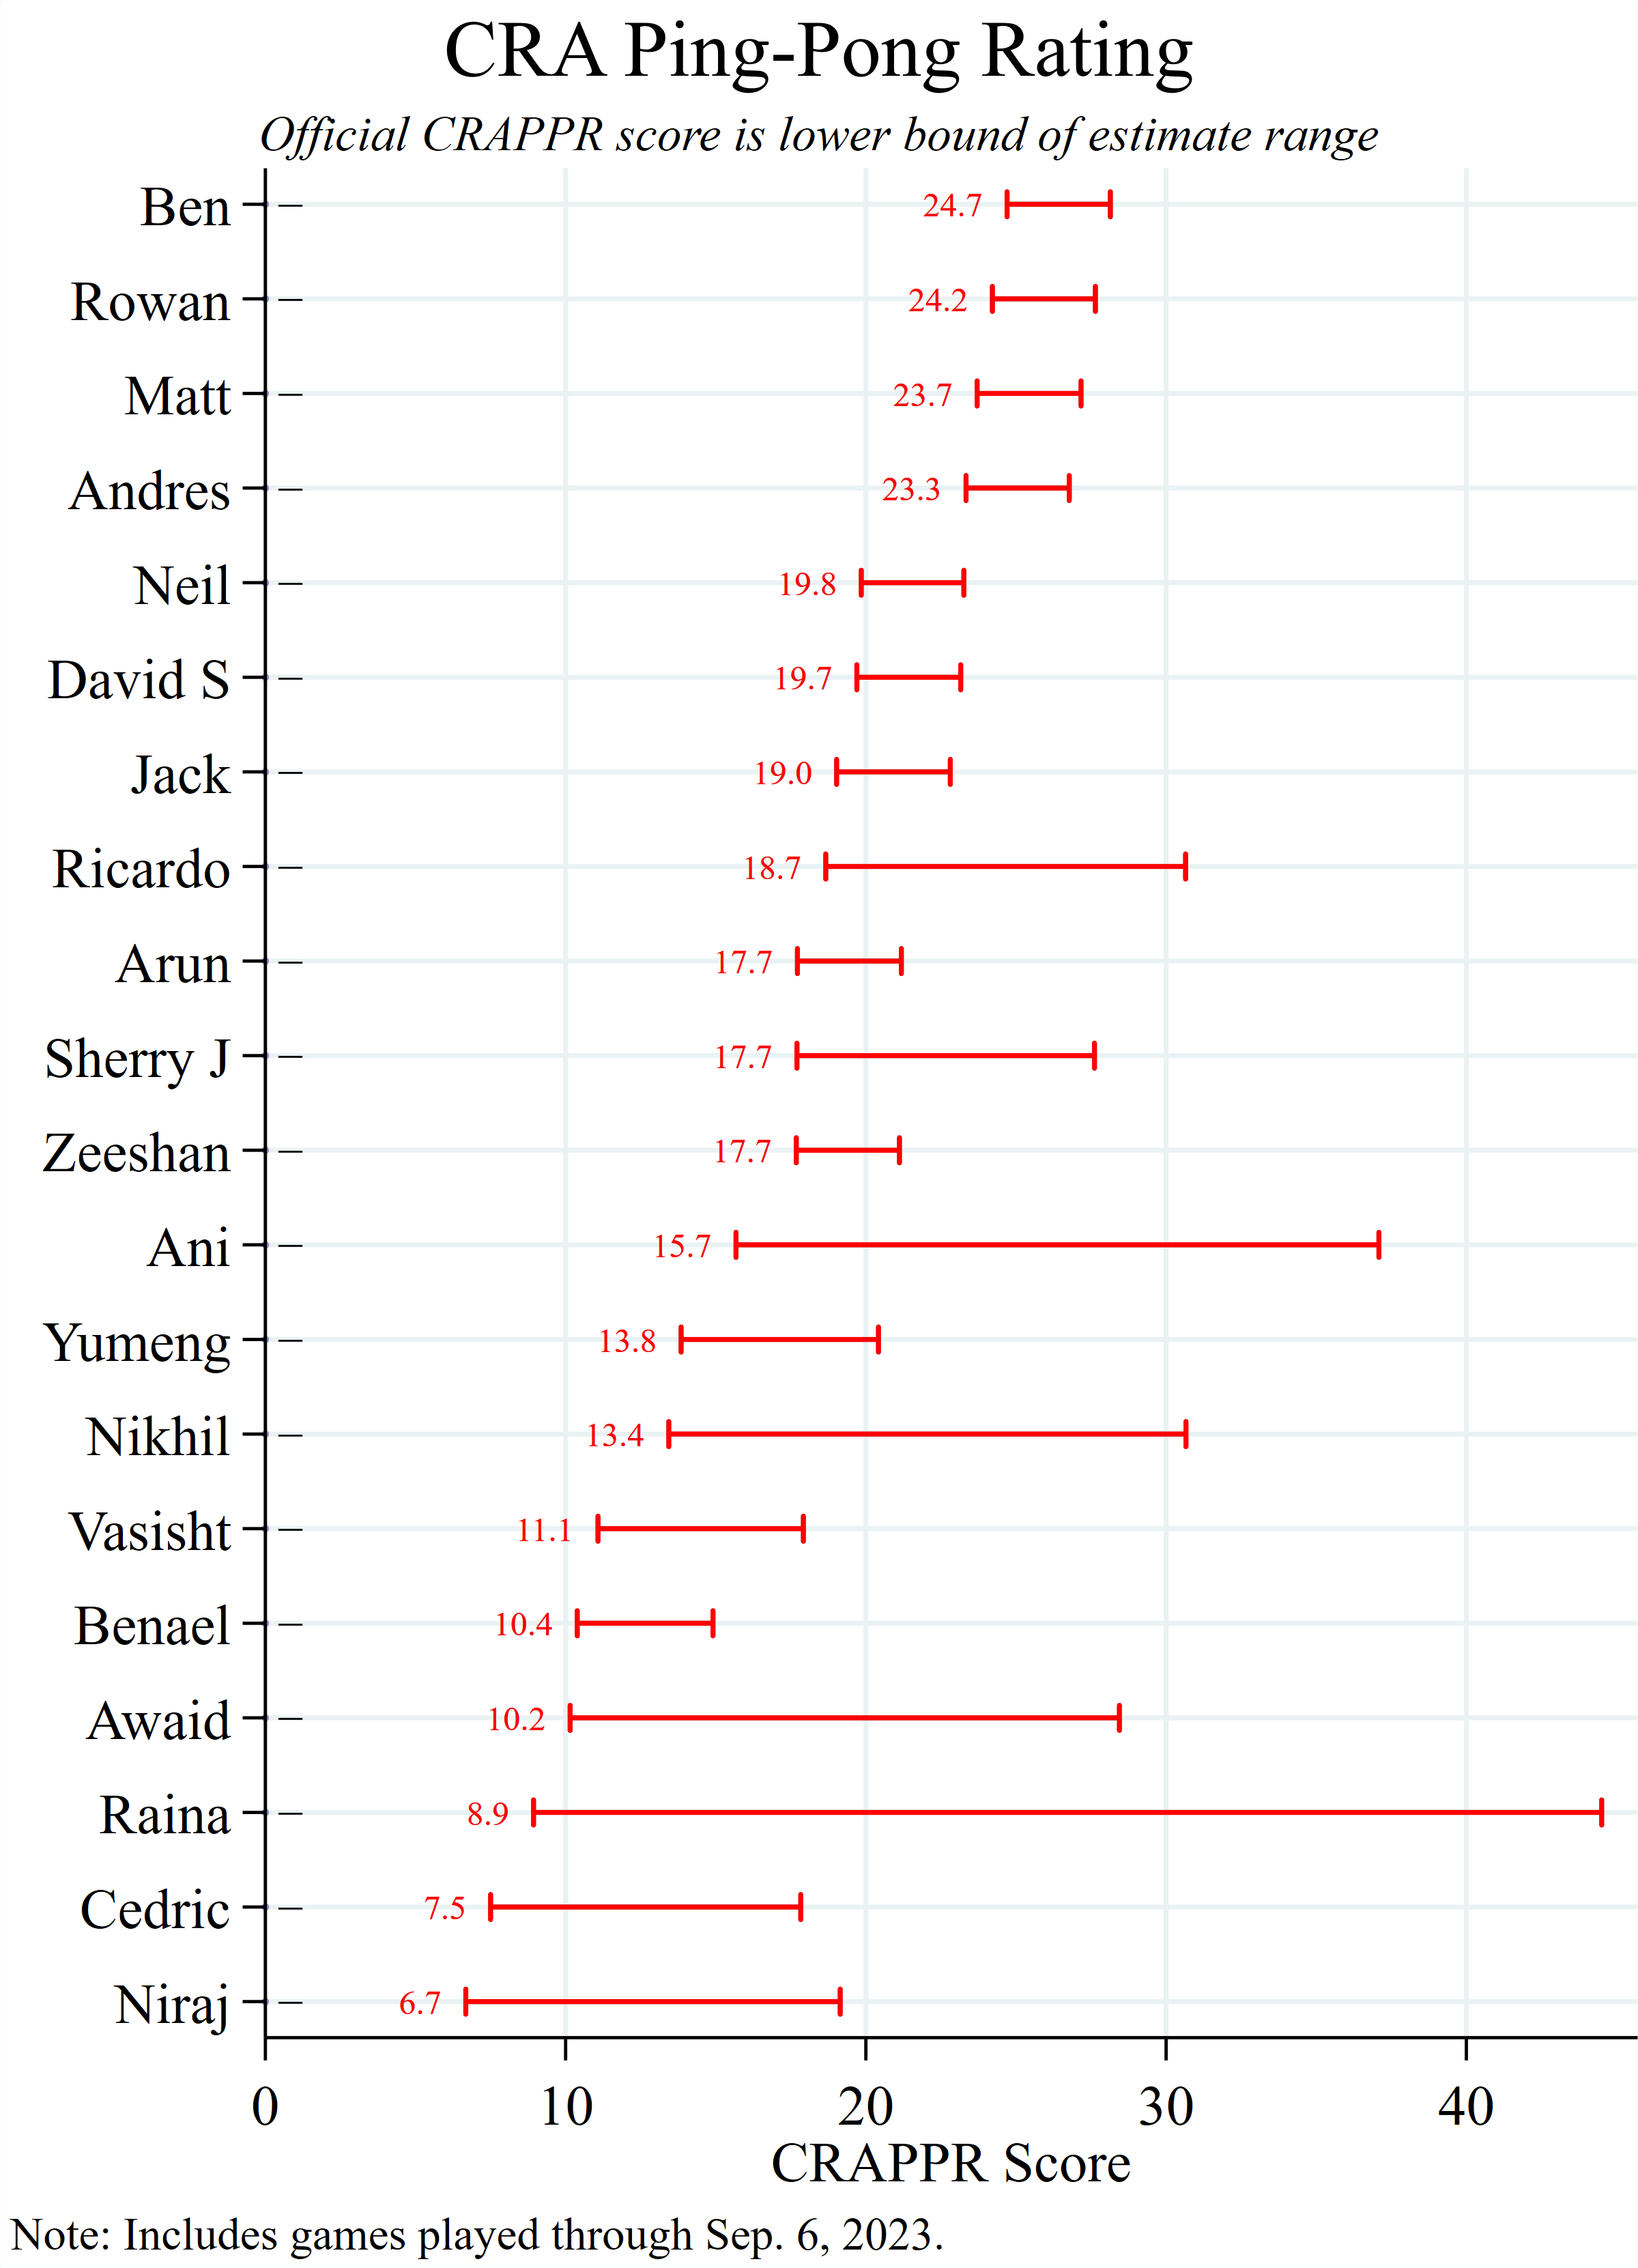 CRA Ping-Pong Rating
Official CRAPPR score is lower bound of estimate range
Ben 24.7
Rowan 24.2
Matt 23.7
Andres 23.3
Neil 19.8
David S 19.7
Jack 19.0
Ricardo 18.7
Arun 17.7
Sherry J 17.7
Zeeshan 17.7
Ani 15.7
Yumeng 13.8
Nikhil 13.4
Vasisht 11.1
Benael 10.4
Awaid 10.2
Raina 8.9
Cedric 7.5
Niraj 6.7
0 10 20 30 40
CRAPPR Score
Note: Includes games played through Sep. 6, 2023.